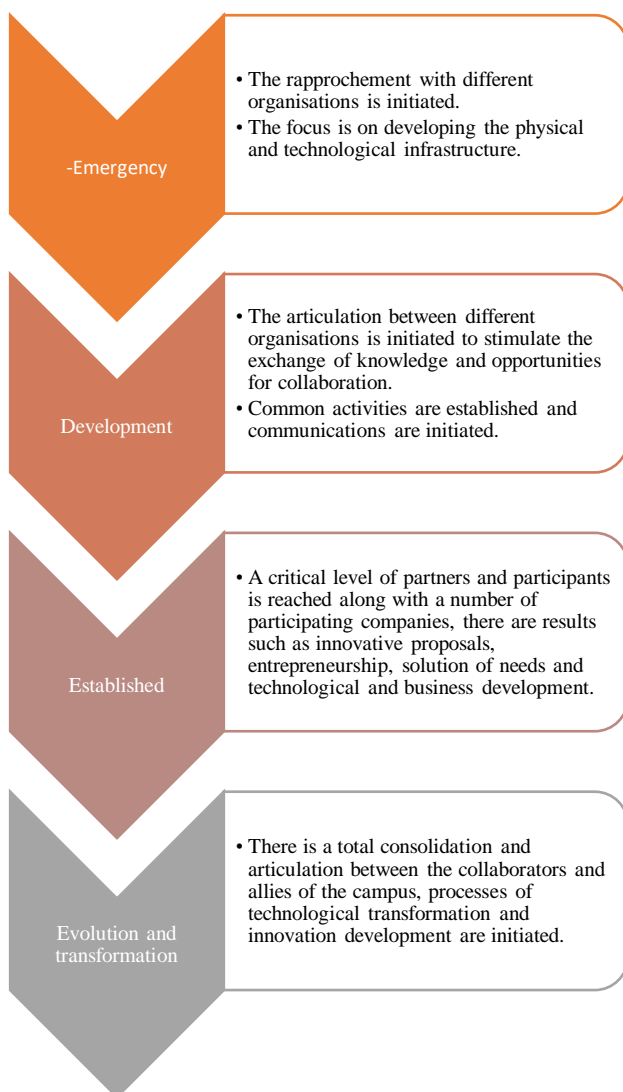 -Emergency
• The rapprochement with different
organisations is initiated.
• The focus is on developing the physical
and technological infrastructure.
Development
• The articulation between different
organisations is initiated to stimulate the
exchange of knowledge and opportunities
for collaboration.
• Common activities are established and
communications are initiated.
Established
• A critical level of partners and participants
is reached along with a number of
participating companies, there are results
such as innovative proposals,
entrepreneurship, solution of needs and
technological and business development.
Evolution and
transformation
• There is a total consolidation and
articulation between the collaborators and
allies of the campus, processes of
technological transformation and
innovation development are initiated.